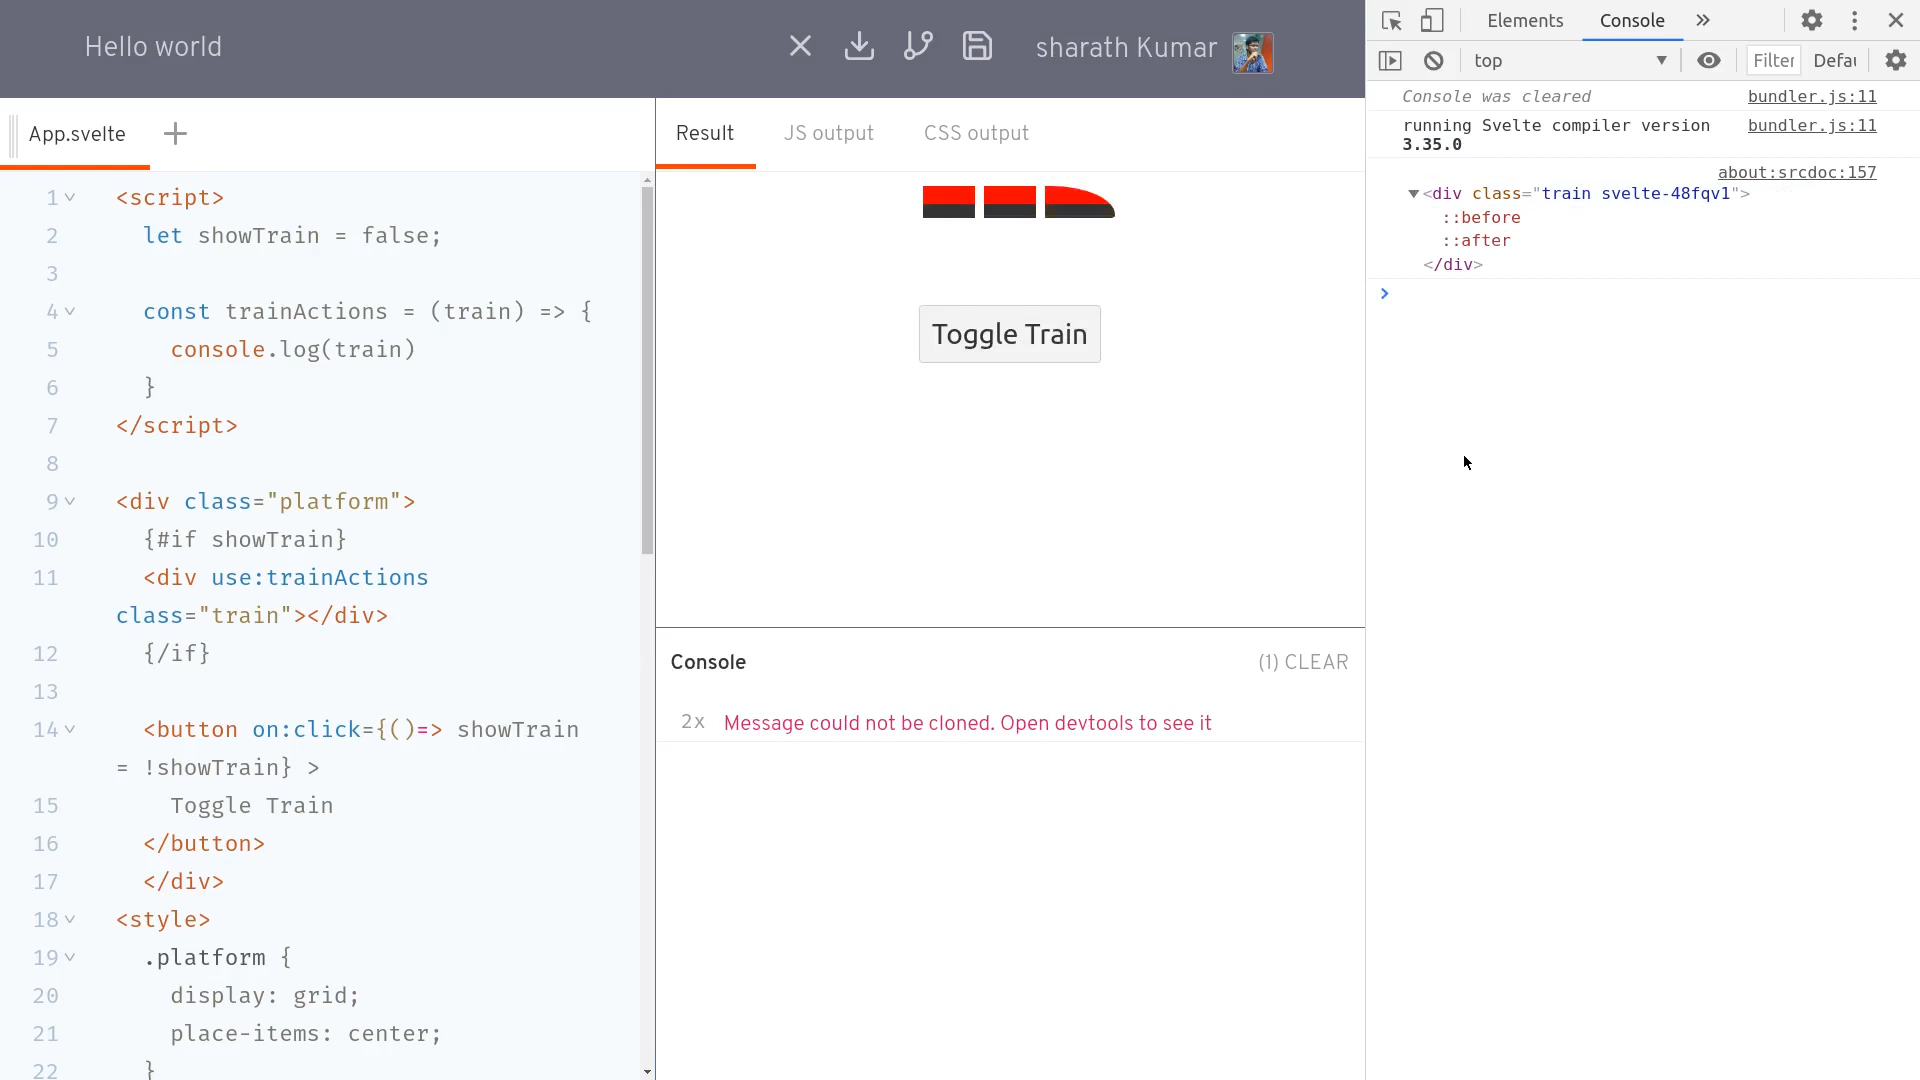 Hello world
sharath Kumar
App.svelte
1 <script>
2 let showTrain = false;
3
4 const trainActions = (train) => {
5 console.log(train)
6 }
7 </script>
8
9 <div class="platform">
10 {#if showTrain}
11 <div use:trainActions
class="train"></div>
12 {/if}
13
14 <button on:click={()=> showTrain
= !showTrain} >
15 Toggle Train
16 </button>
17 </div>
18 <style>
19 .platform {
20 display: grid;
21 place-items: center;
22 }
Result JS output CSS output
Toggle Train
Console (1) CLEAR
2x Message could not be cloned. Open devtools to see it
Elements Console
top Filter Defau
Console was cleared bundler.js:11
running Svelte compiler version bundler.js:11
3.35.0
about:srcdoc:157
<div class="train svelte-48fqv1">
::before
::after
</div>